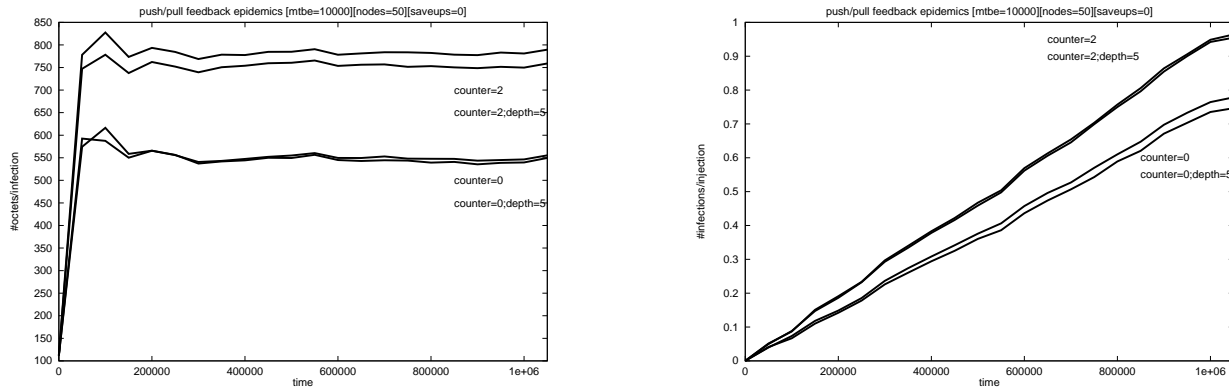 push/pull feedback epidemics [mtbe=10000][nodes=50][saveups=0]
850
800
750
700
650
600
550
500
450
400
350
300
250
200
150
100
#octets/infection
counter=2
counter=2;depth=5
counter=0
counter=0;depth=5
0
200000
400000
600000
800000
1e+06
time
push/pull feedback epidemics [mtbe=10000][nodes=50][saveups=0]
1
0.9
0.8
0.7
0.6
0.5
0.4
0.3
0.2
0.1
0
#infections/injection
counter=2
counter=2;depth=5
counter=0
counter=0;depth=5
0
200000
400000
600000
800000
1e+06
time